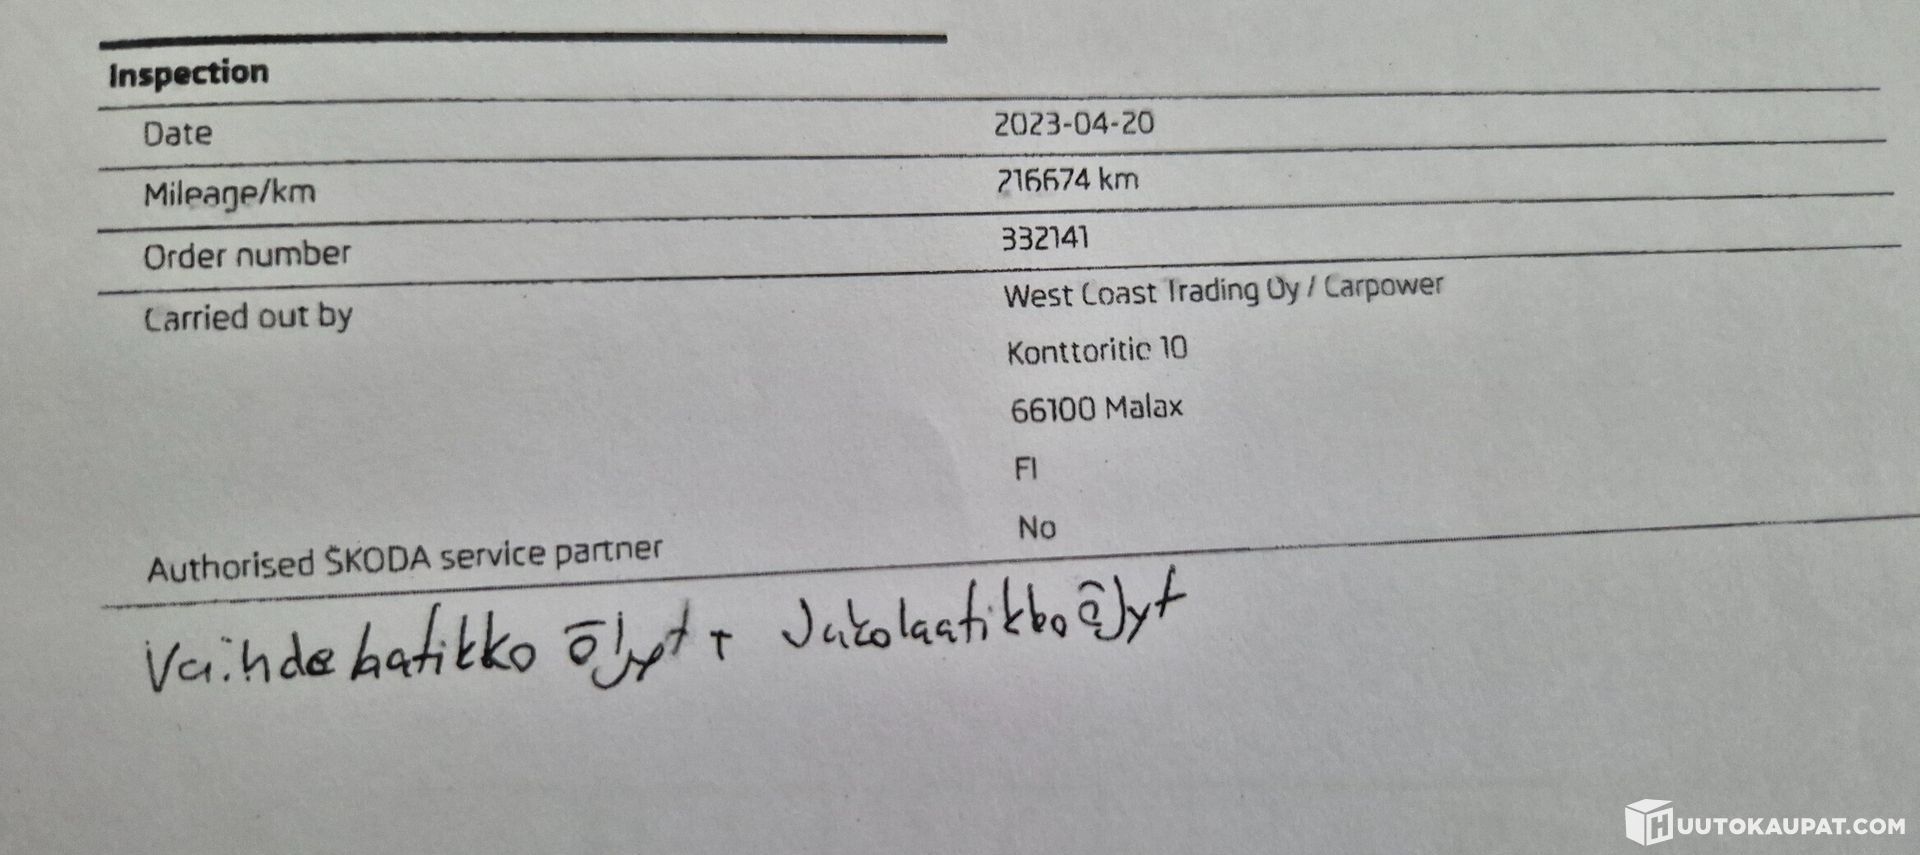 Inspection
Date 2023-04-20
Mileage/km 216674 km
Order number 332141
Carried out by West Coast Trading Oy / Carpower
Konttoritie 10
66100 Malax
FI
Authorised ŠKODA service partner No
Vaihdelaatikko öljyt + Jakolaatikko öljyt
HUUTOKAUPAT.COM